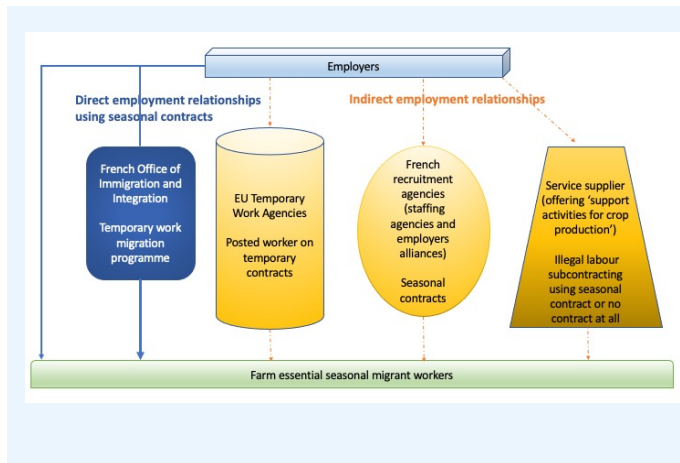 Employers
Direct employment relationships
using seasonal contracts
Indirect employment relationships
French Office of
Immigration and
Integration
Temporary work
migration
programme
EU Temporary
Work Agencies
Posted worker on
temporary
contracts
French
recruitment
agencies
(staffing
agencies and
employers
alliances)
Seasonal
contracts
Service supplier
(offering ‘support
activities for crop
production’)
Illegal labour
subcontracting
using seasonal
contract or no
contract at all
Farm essential seasonal migrant workers